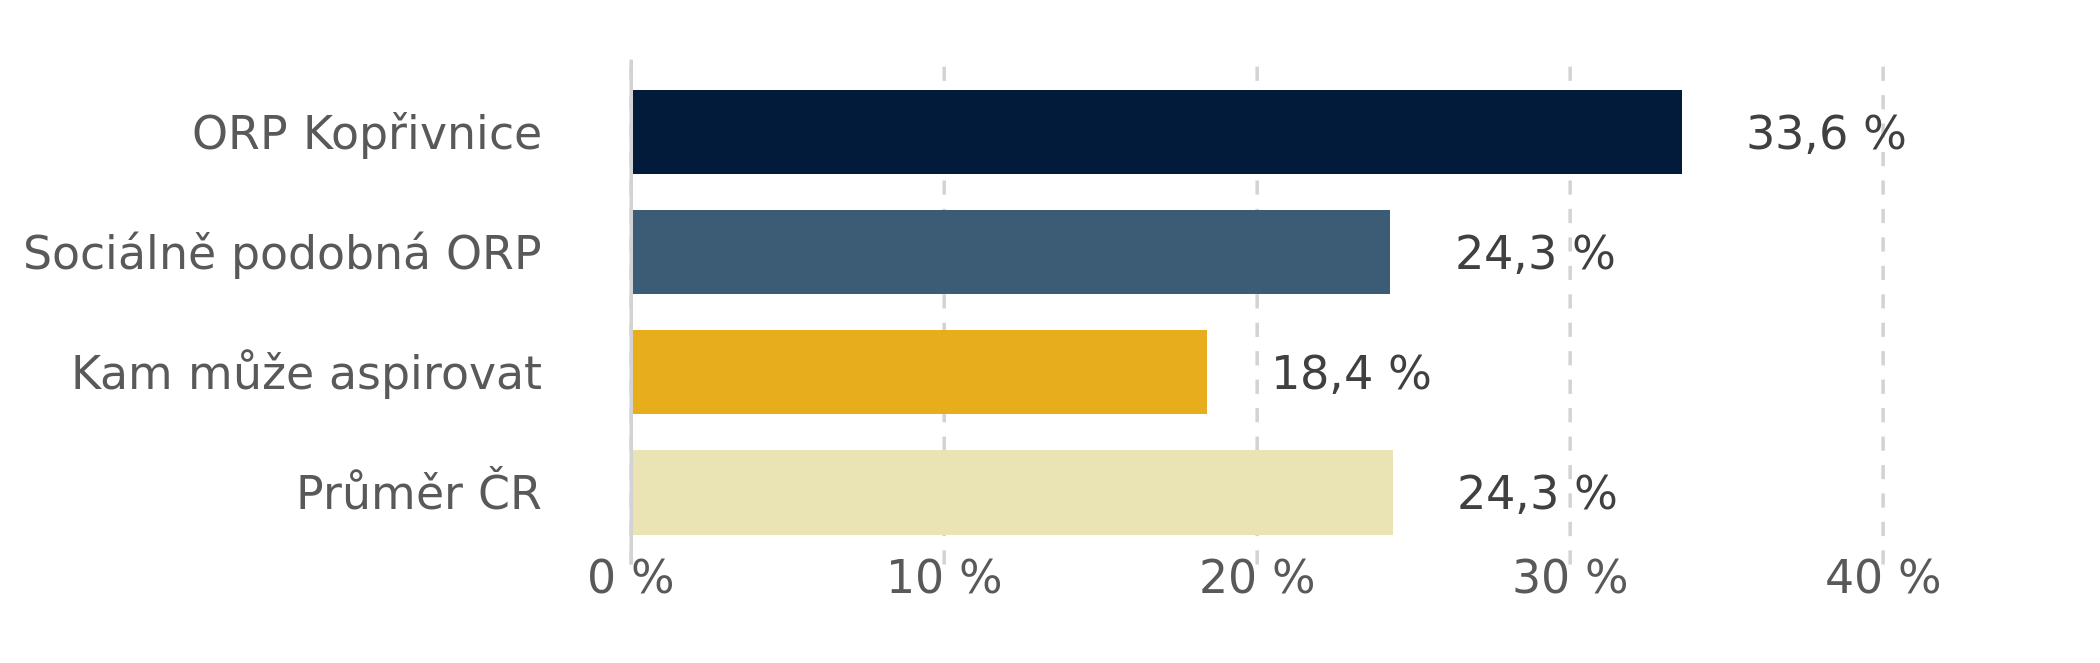 ORP Kopřivnice 33,6 %
Sociálně podobná ORP 24,3 %
Kam může aspirovat 18,4 %
Průměr ČR 24,3 %
0 % 10 % 20 % 30 % 40 %